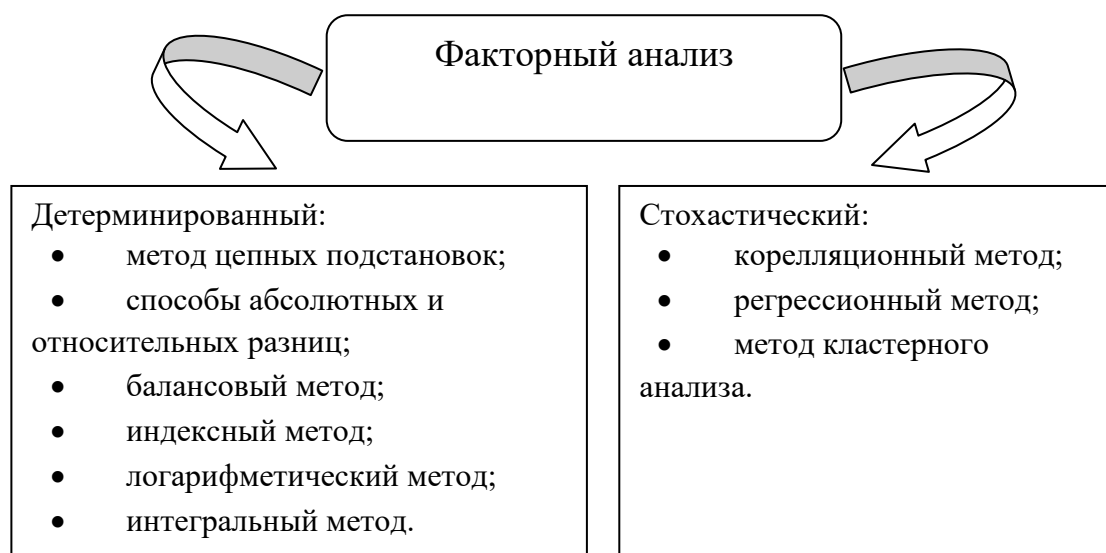 Факторный анализ
Детерминированный:
• метод цепных подстановок;
• способы абсолютных и
относительных разниц;
• балансовый метод;
• индексный метод;
• логарифметический метод;
• интегральный метод.
Стохастический:
• корелляционный метод;
• регрессионный метод;
• метод кластерного
анализа.